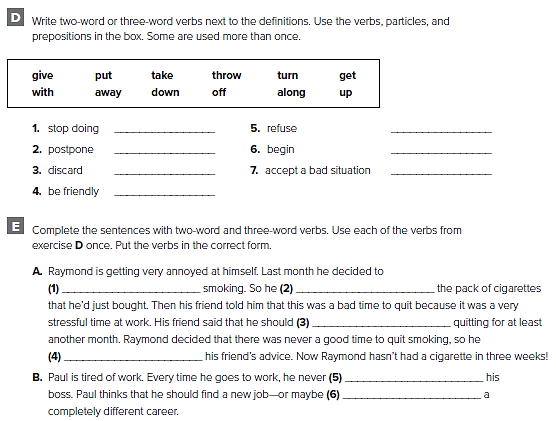 D Write two-word or three-word verbs next to the definitions. Use the verbs, particles, and
prepositions in the box. Some are used more than once.
give put take throw turn get
with away down off along up
1. stop doing ____________ 5. refuse ____________
2. postpone ____________ 6. begin ____________
3. discard ____________ 7. accept a bad situation ____________
4. be friendly ____________
E Complete the sentences with two-word and three-word verbs. Use each of the verbs from
exercise D once. Put the verbs in the correct form.
A. Raymond is getting very annoyed at himself. Last month he decided to
(1) ____________ smoking. So he (2) ____________ the pack of cigarettes
that he'd just bought. Then his friend told him that this was a bad time to quit because it was a very
stressful time at work. His friend said that he should (3) ____________ quitting for at least
another month. Raymond decided that there was never a good time to quit smoking, so he
(4) ____________ his friend's advice. Now Raymond hasn't had a cigarette in three weeks!
B. Paul is tired of work. Every time he goes to work, he never (5) ____________ his
boss. Paul thinks that he should find a new job—or maybe (6) ____________ a
completely different career.